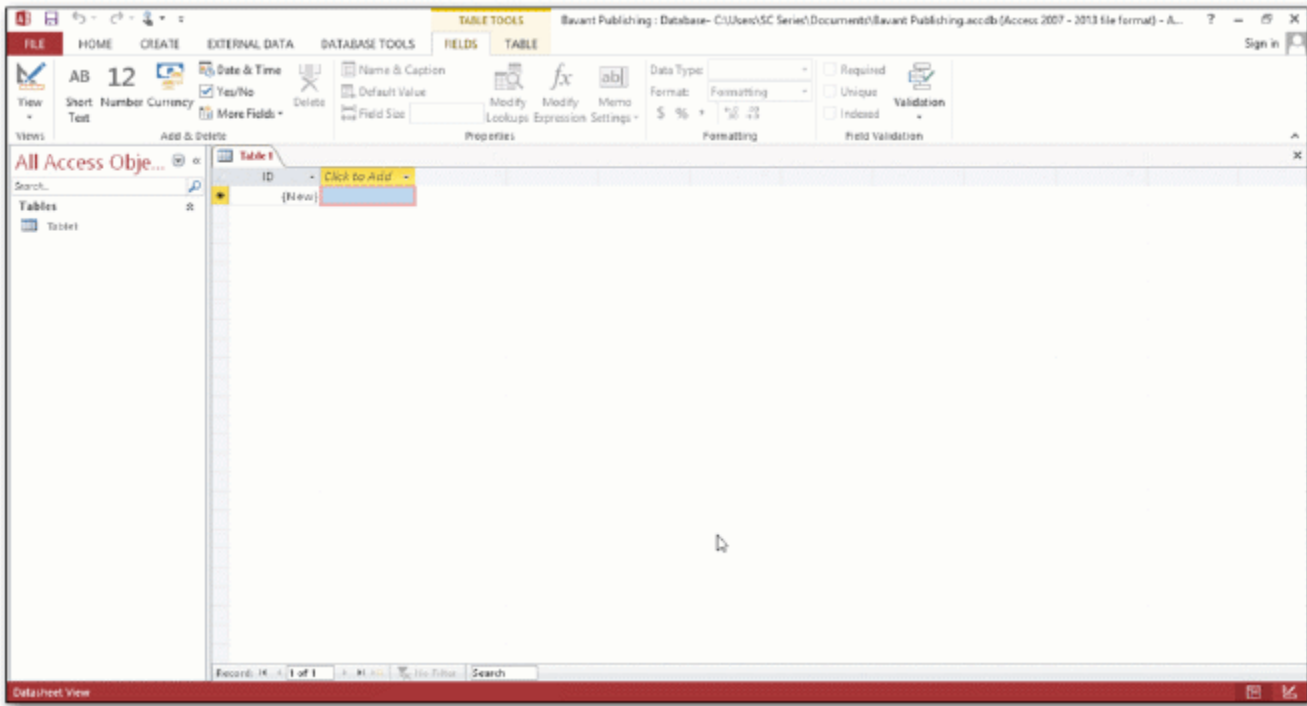 TABLE TOOLS
Bavant Publishing : Database- C:\Users\SC Series\Documents\Bavant Publishing.accdb (Access 2007 - 2013 file format) - A... ?
FILE HOME CREATE EXTERNAL DATA DATABASE TOOLS FIELDS TABLE Sign in
View
AB Short Text
12 Number
Currency
Date & Time
Yes/No
More Fields
Delete
Name & Caption
Default Value
Field Size
Modify Lookups
fx Modify Expression
ab Memo Settings
Data Type:
Format: Formatting
$ %
Required
Unique
Indexed
Validation
Views Add & Delete Properties Formatting Field Validation
All Access Obje... «
Search...
Tables
Table1
Table1
ID Click to Add
(New)
Record: 1 of 1 No Filter Search
Datasheet View